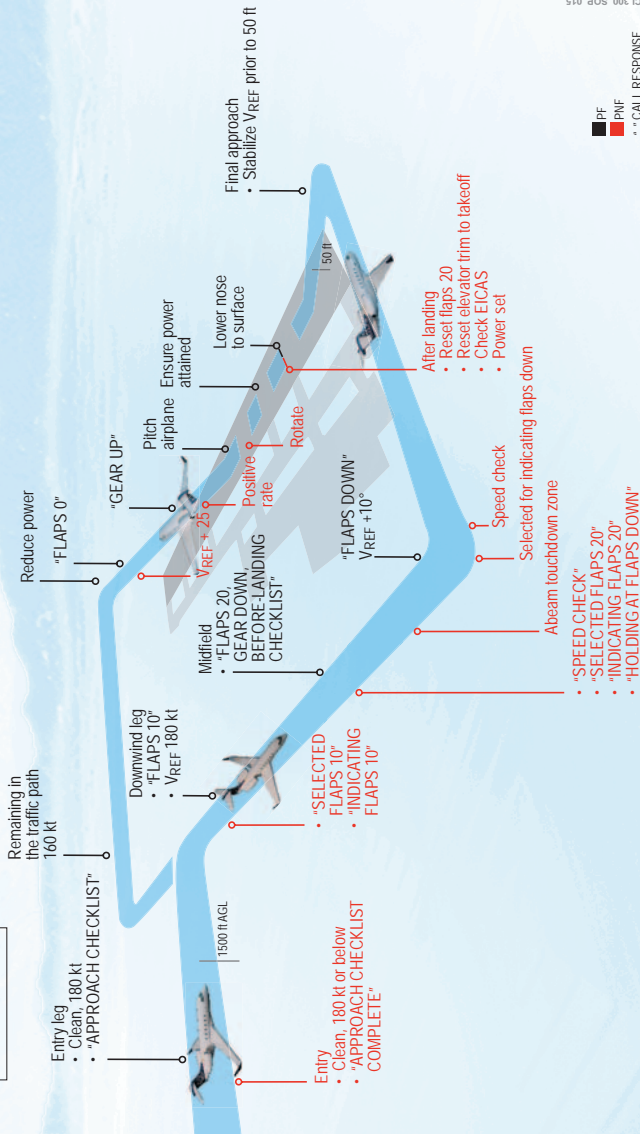 Entry leg
• Clean, 180 kt
• "APPROACH CHECKLIST"
Remaining in
the traffic path
160 kt
Reduce power
"FLAPS 0"
"GEAR UP"
Pitch
airplane
Ensure power
attained
Lower nose
to surface
Final approach
• Stabilize VREF prior to 50 ft
Downwind leg
• "FLAPS 10"
• VREF 180 kt
Midfield
• "FLAPS 20,
GEAR DOWN,
BEFORE-LANDING
CHECKLIST"
"FLAPS DOWN"
VREF +10°
VREF + 25
Positive
rate
Rotate
50 ft
1500 ft AGL
Entry
• Clean, 180 kt or below
• "APPROACH CHECKLIST
COMPLETE"
• "SELECTED
FLAPS 10"
• "INDICATING
FLAPS 10"
• "SPEED CHECK"
• "SELECTED FLAPS 20"
• "INDICATING FLAPS 20"
• "HOLDING AT FLAPS DOWN"
Abeam touchdown zone
Selected for indicating flaps down
Speed check
After landing
• Reset flaps 20
• Reset elevator trim to takeoff
• Check EICAS
• Power set
PF
PNF
" " CALL RESPONSE
CL 300 SOP 015